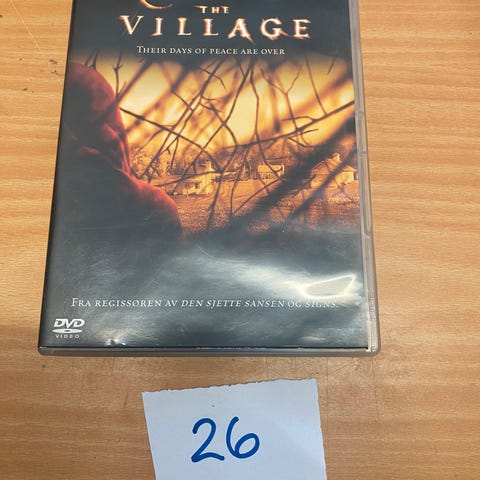 THE
VILLAGE
THEIR DAYS OF PEACE ARE OVER
FRA REGISSØREN AV DEN SJETTE SANSEN OG SIGNS.
DVD
VIDEO
26